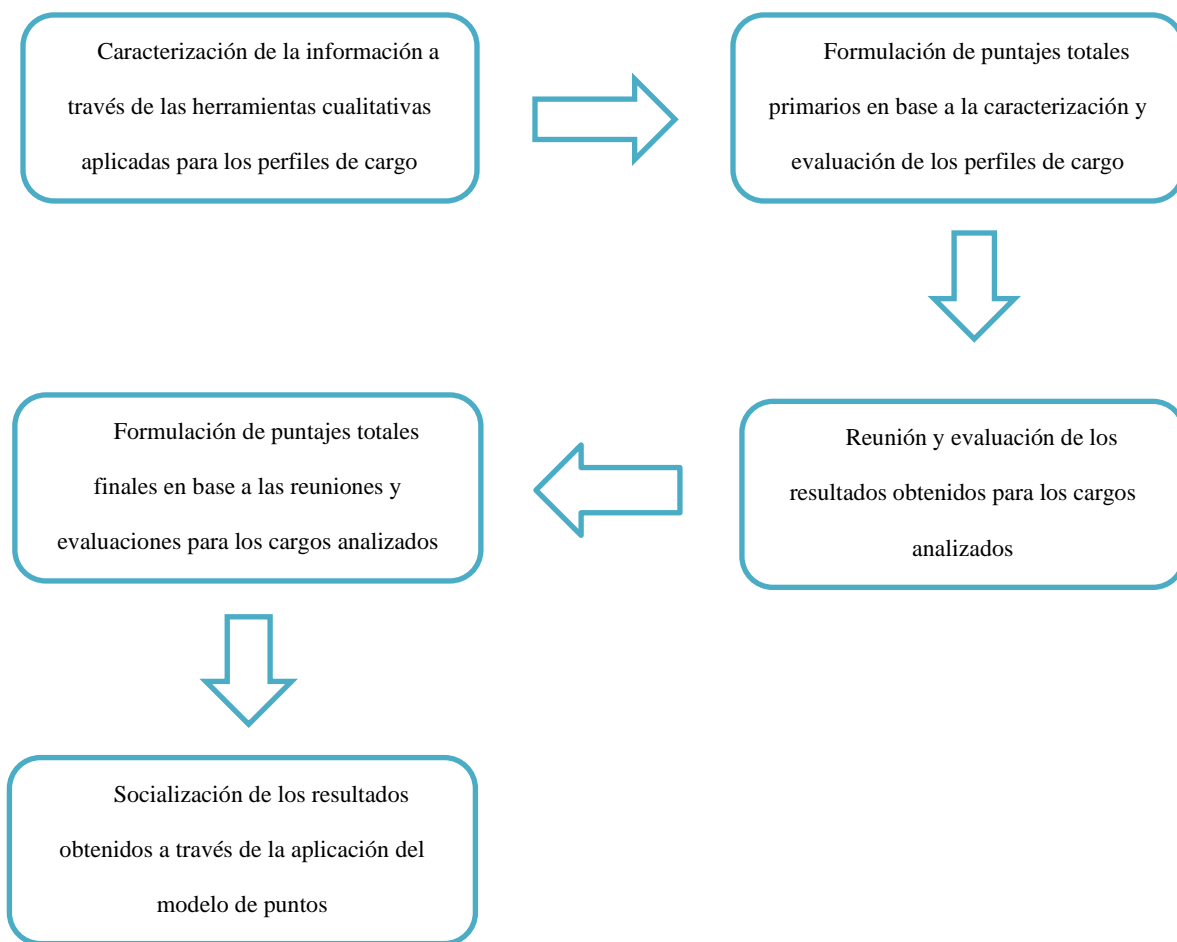 Caracterización de la información a
través de las herramientas cualitativas
aplicadas para los perfiles de cargo
Formulación de puntajes totales
primarios en base a la caracterización y
evaluación de los perfiles de cargo
Reunión y evaluación de los
resultados obtenidos para los cargos
analizados
Formulación de puntajes totales
finales en base a las reuniones y
evaluaciones para los cargos analizados
Socialización de los resultados
obtenidos a través de la aplicación del
modelo de puntos